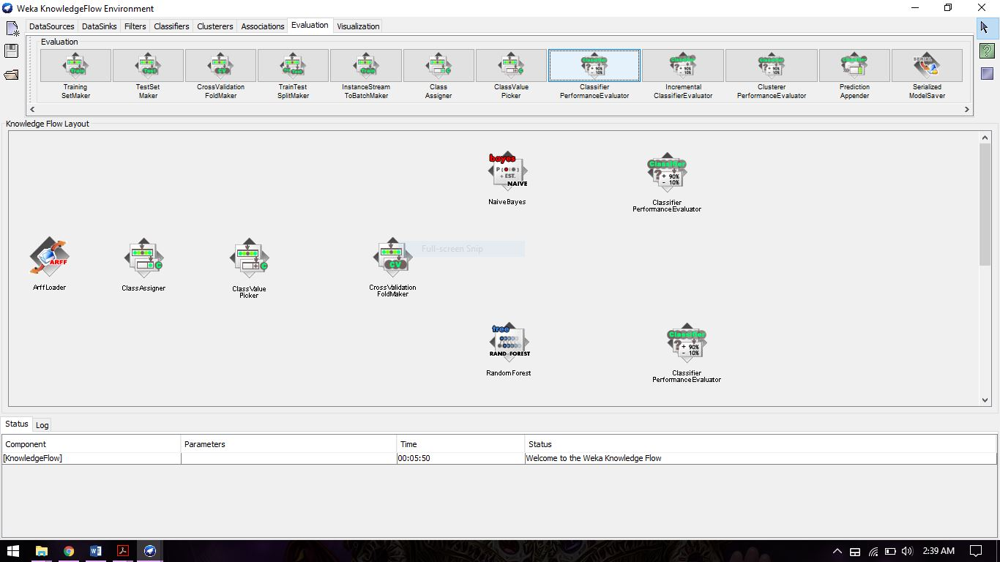 Weka KnowledgeFlow Environment
DataSources DataSinks Filters Classifiers Clusterers Associations Evaluation Visualization
Evaluation
Training SetMaker
TestSet Maker
CrossValidation FoldMaker
TrainTest SplitMaker
InstanceStream ToBatchMaker
Class Assigner
ClassValue Picker
Classifier PerformanceEvaluator
Incremental ClassifierEvaluator
Clusterer PerformanceEvaluator
Prediction Appender
Serialized ModelSaver
Knowledge Flow Layout
bayes
P ( | )
+ EST.
NAIVE
NaiveBayes
Classifier
? + 90%
- 10%
Classifier
PerformanceEvaluator
ARFF
ArffLoader
C
ClassAssigner
C
ClassValue
Picker
CV
CrossValidation
FoldMaker
Full-screen Snip
tree
RAND FOREST
RandomForest
Classifier
? + 90%
- 10%
Classifier
PerformanceEvaluator
Status Log
Component Parameters Time Status
[KnowledgeFlow] 00:05:50 Welcome to the Weka Knowledge Flow
2:39 AM